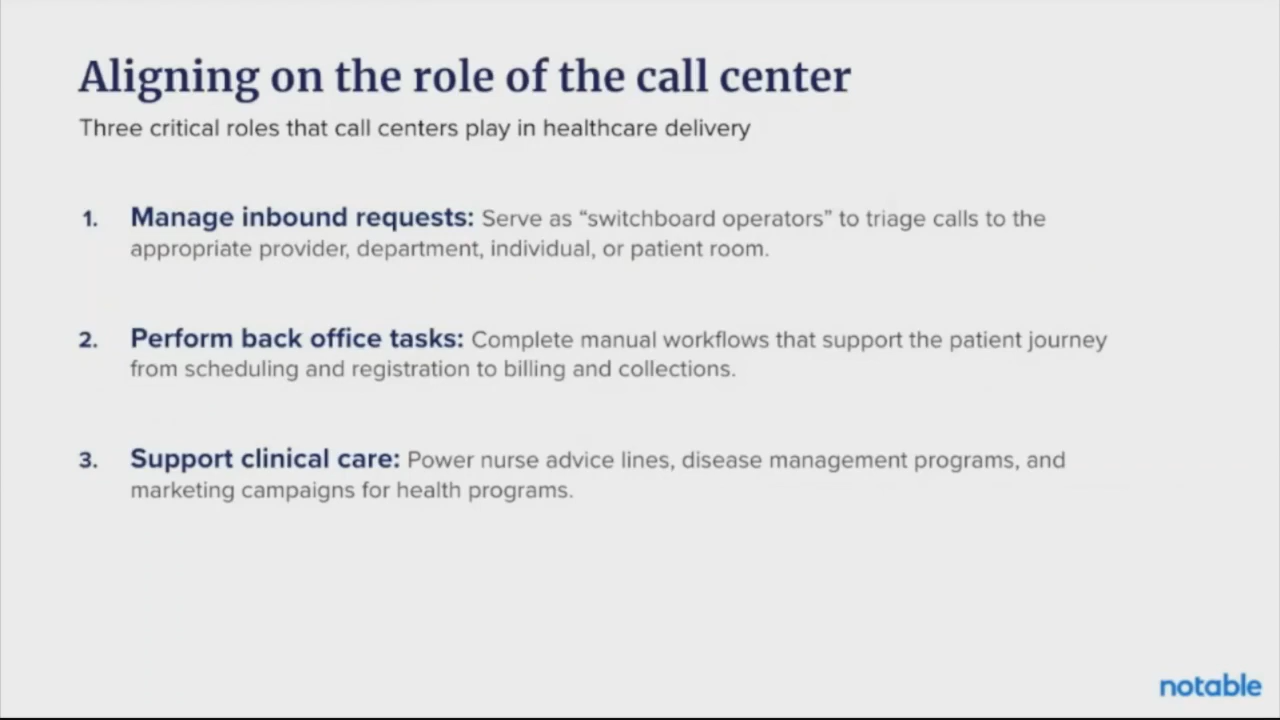 Aligning on the role of the call center
Three critical roles that call centers play in healthcare delivery
1. Manage inbound requests: Serve as “switchboard operators” to triage calls to the
appropriate provider, department, individual, or patient room.
2. Perform back office tasks: Complete manual workflows that support the patient journey
from scheduling and registration to billing and collections.
3. Support clinical care: Power nurse advice lines, disease management programs, and
marketing campaigns for health programs.
notable